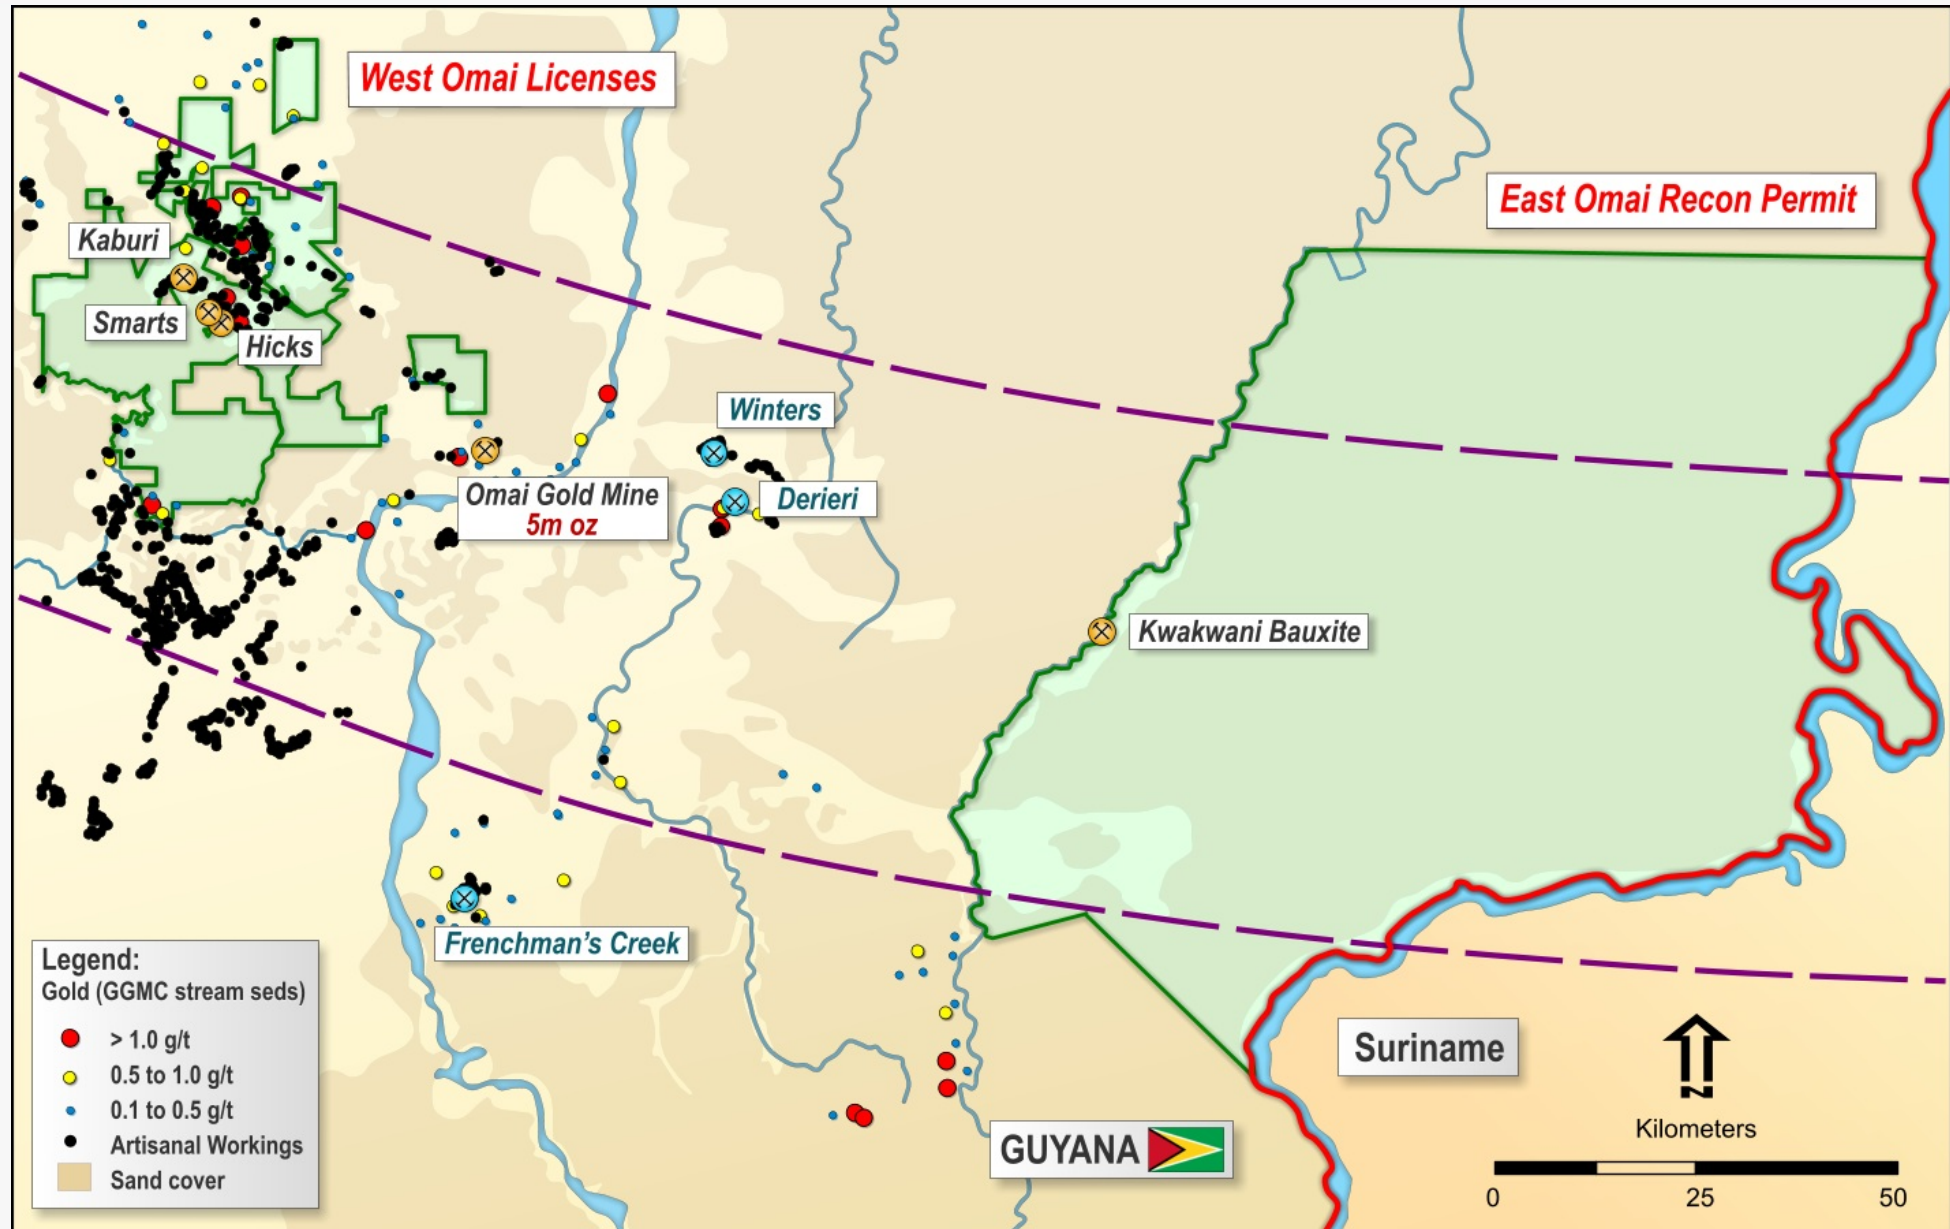 West Omai Licenses
East Omai Recon Permit
Kaburi
Smarts
Hicks
Winters
Omai Gold Mine
5m oz
Derieri
Kwakwani Bauxite
Frenchman's Creek
Legend:
Gold (GGMC stream seds)
> 1.0 g/t
0.5 to 1.0 g/t
0.1 to 0.5 g/t
Artisanal Workings
Sand cover
Suriname
GUYANA
N
Kilometers
0 25 50